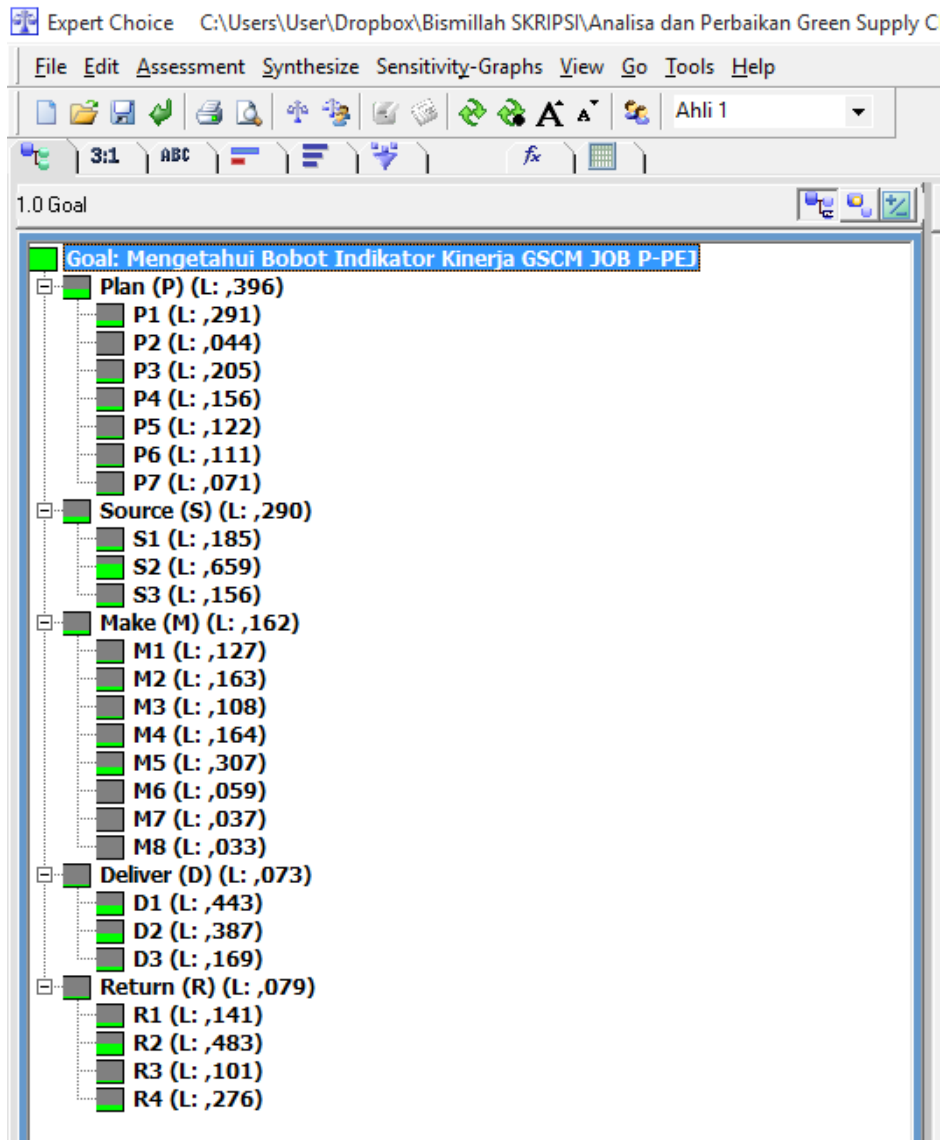 Expert Choice C:\Users\User\Dropbox\Bismillah SKRIPSI\Analisa dan Perbaikan Green Supply C
File Edit Assessment Synthesize Sensitivity-Graphs View Go Tools Help
A A Ahli 1
3:1 ABC fx
1.0 Goal
Goal: Mengetahui Bobot Indikator Kinerja GSCM JOB P-PEJ
Plan (P) (L: ,396)
P1 (L: ,291)
P2 (L: ,044)
P3 (L: ,205)
P4 (L: ,156)
P5 (L: ,122)
P6 (L: ,111)
P7 (L: ,071)
Source (S) (L: ,290)
S1 (L: ,185)
S2 (L: ,659)
S3 (L: ,156)
Make (M) (L: ,162)
M1 (L: ,127)
M2 (L: ,163)
M3 (L: ,108)
M4 (L: ,164)
M5 (L: ,307)
M6 (L: ,059)
M7 (L: ,037)
M8 (L: ,033)
Deliver (D) (L: ,073)
D1 (L: ,443)
D2 (L: ,387)
D3 (L: ,169)
Return (R) (L: ,079)
R1 (L: ,141)
R2 (L: ,483)
R3 (L: ,101)
R4 (L: ,276)